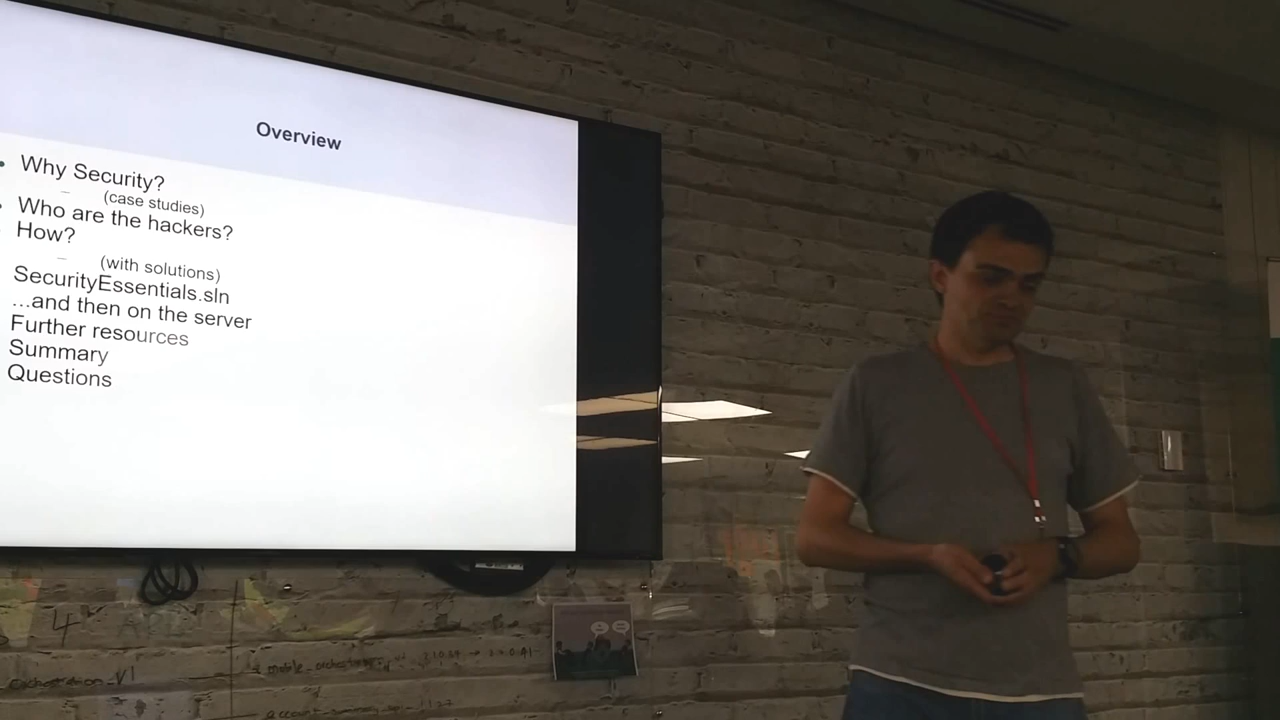 Overview
Why Security?
(case studies)
Who are the hackers?
How?
(with solutions)
SecurityEssentials.sln
...and then on the server
Further resources
Summary
Questions